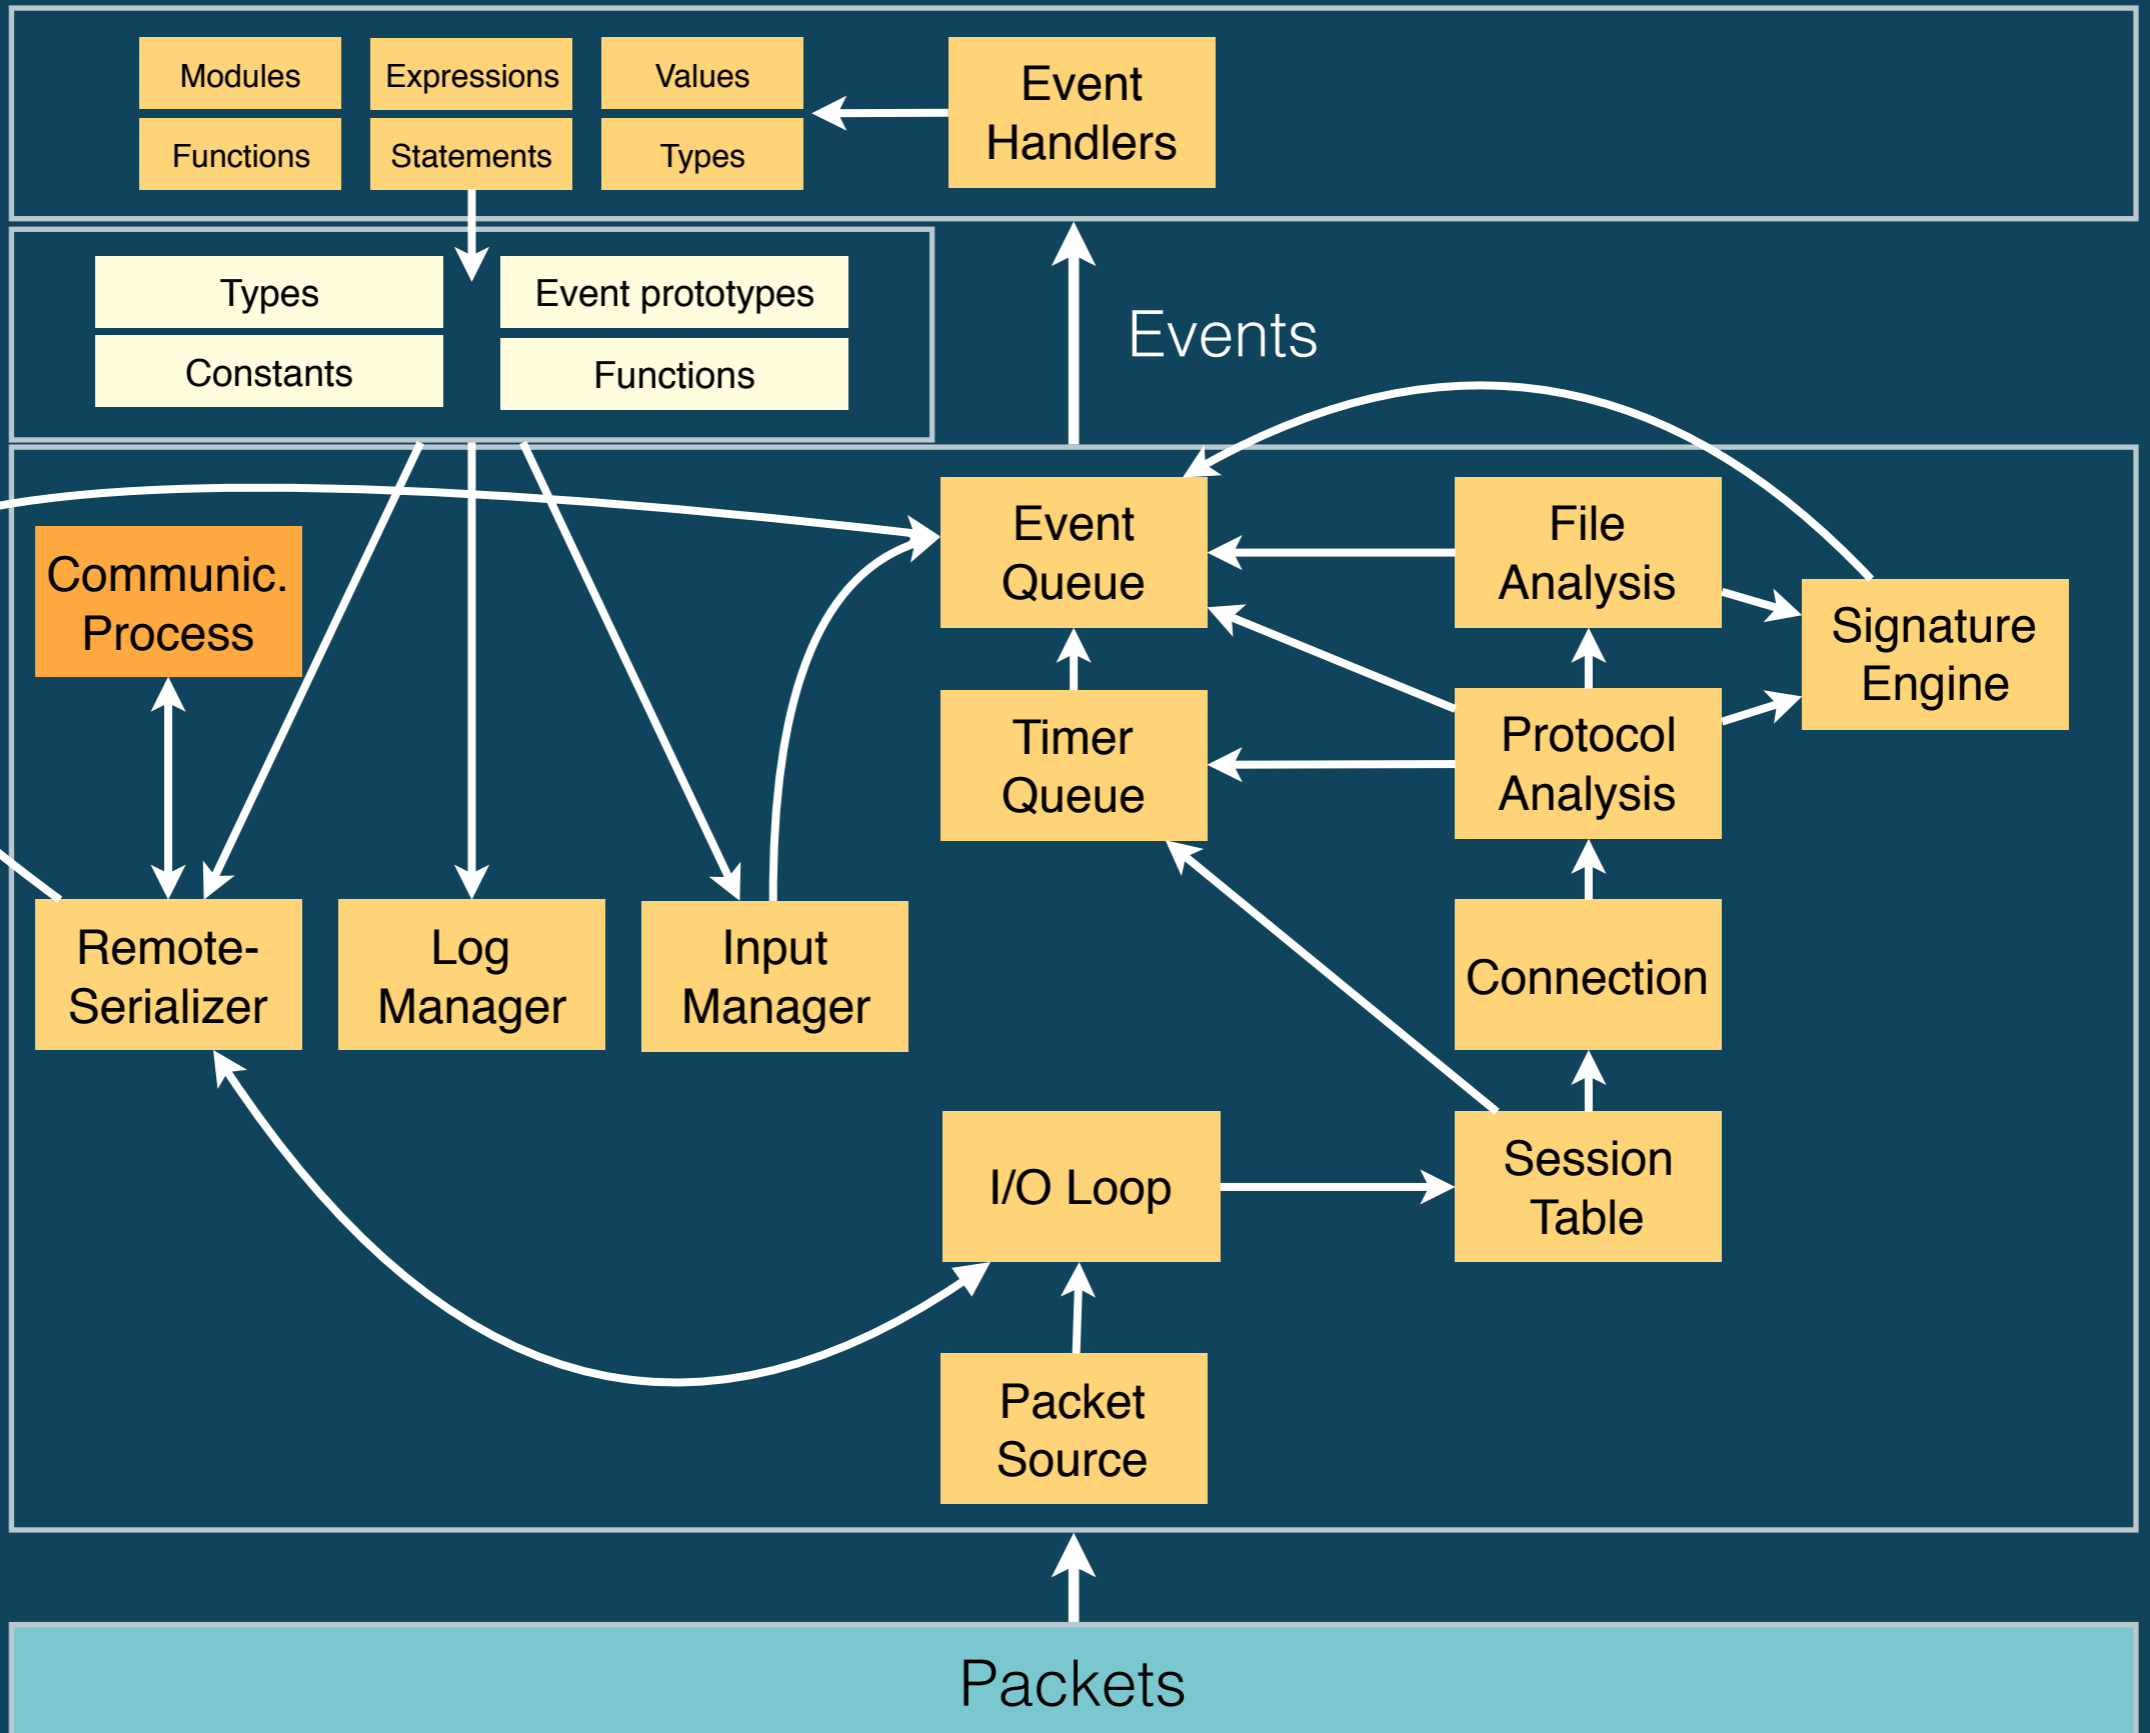 Modules
Expressions
Values
Event
Handlers
Functions
Statements
Types
Types
Event prototypes
Constants
Functions
Events
Event
Queue
File
Analysis
Communic.
Process
Signature
Engine
Timer
Queue
Protocol
Analysis
Remote-
Serializer
Log
Manager
Input
Manager
Connection
I/O Loop
Session
Table
Packet
Source
Packets